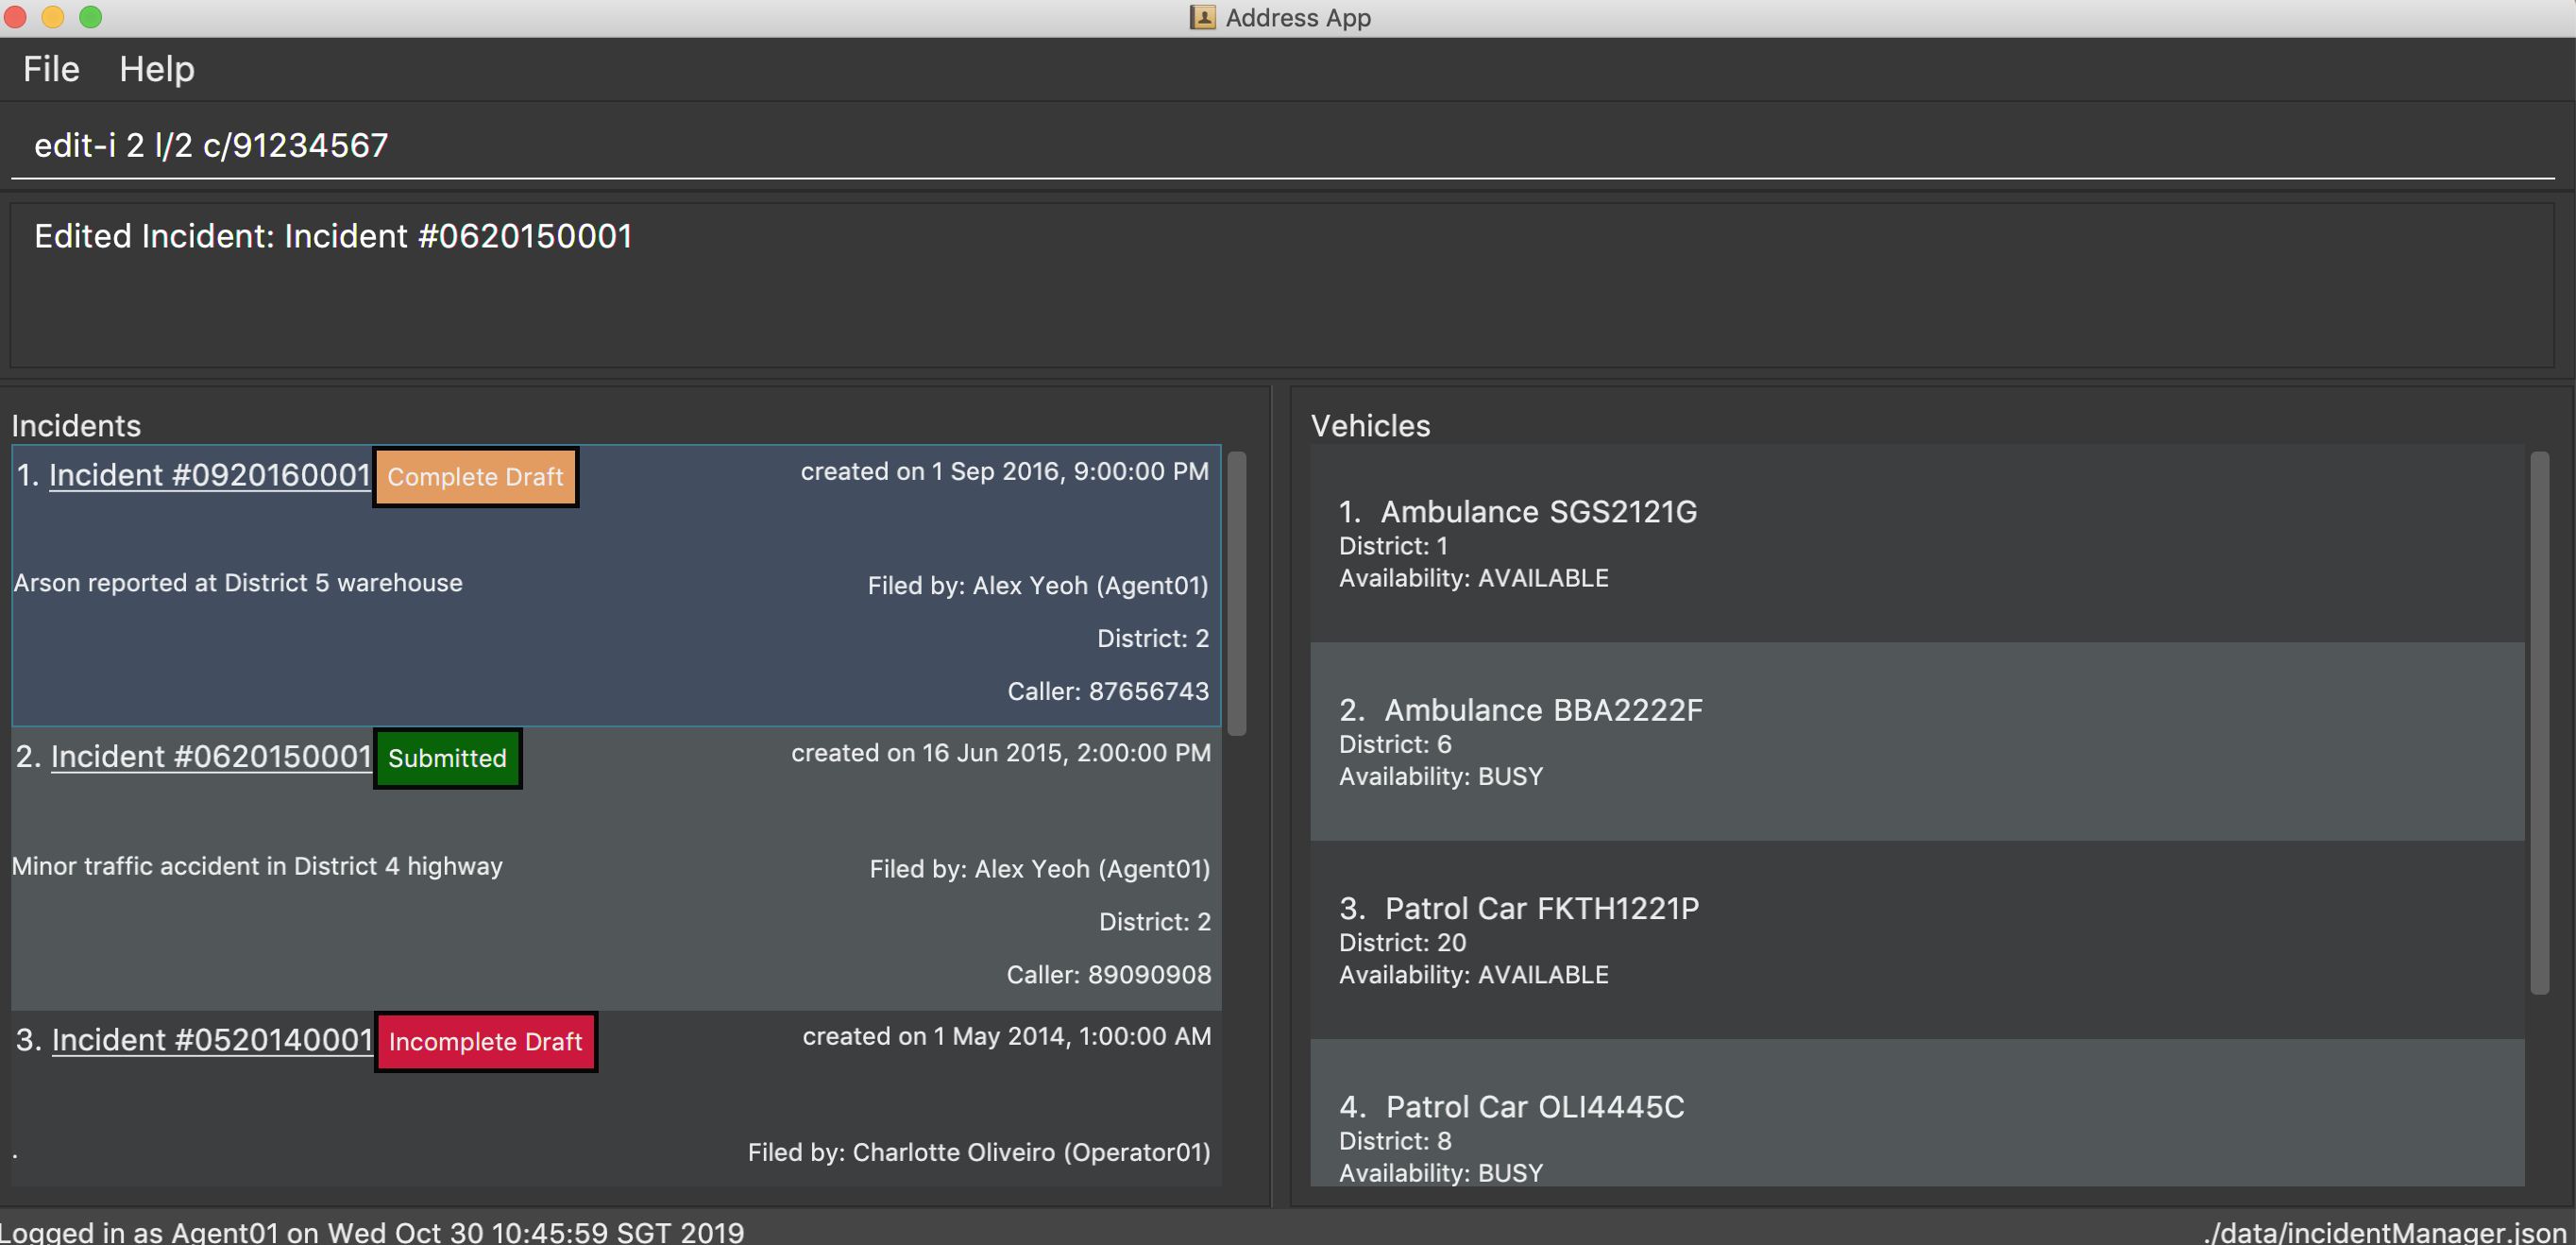 Address App
File Help
edit-i 2 l/2 c/91234567
Edited Incident: Incident #0620150001
Incidents
1. Incident #0920160001 Complete Draft created on 1 Sep 2016, 9:00:00 PM
Arson reported at District 5 warehouse Filed by: Alex Yeoh (Agent01)
District: 2
Caller: 87656743
2. Incident #0620150001 Submitted created on 16 Jun 2015, 2:00:00 PM
Minor traffic accident in District 4 highway Filed by: Alex Yeoh (Agent01)
District: 2
Caller: 89090908
3. Incident #0520140001 Incomplete Draft created on 1 May 2014, 1:00:00 AM
. Filed by: Charlotte Oliveiro (Operator01)
Vehicles
1. Ambulance SGS2121G
District: 1
Availability: AVAILABLE
2. Ambulance BBA2222F
District: 6
Availability: BUSY
3. Patrol Car FKTH1221P
District: 20
Availability: AVAILABLE
4. Patrol Car OLI4445C
District: 8
Availability: BUSY
Logged in as Agent01 on Wed Oct 30 10:45:59 SGT 2019 ./data/incidentManager.json